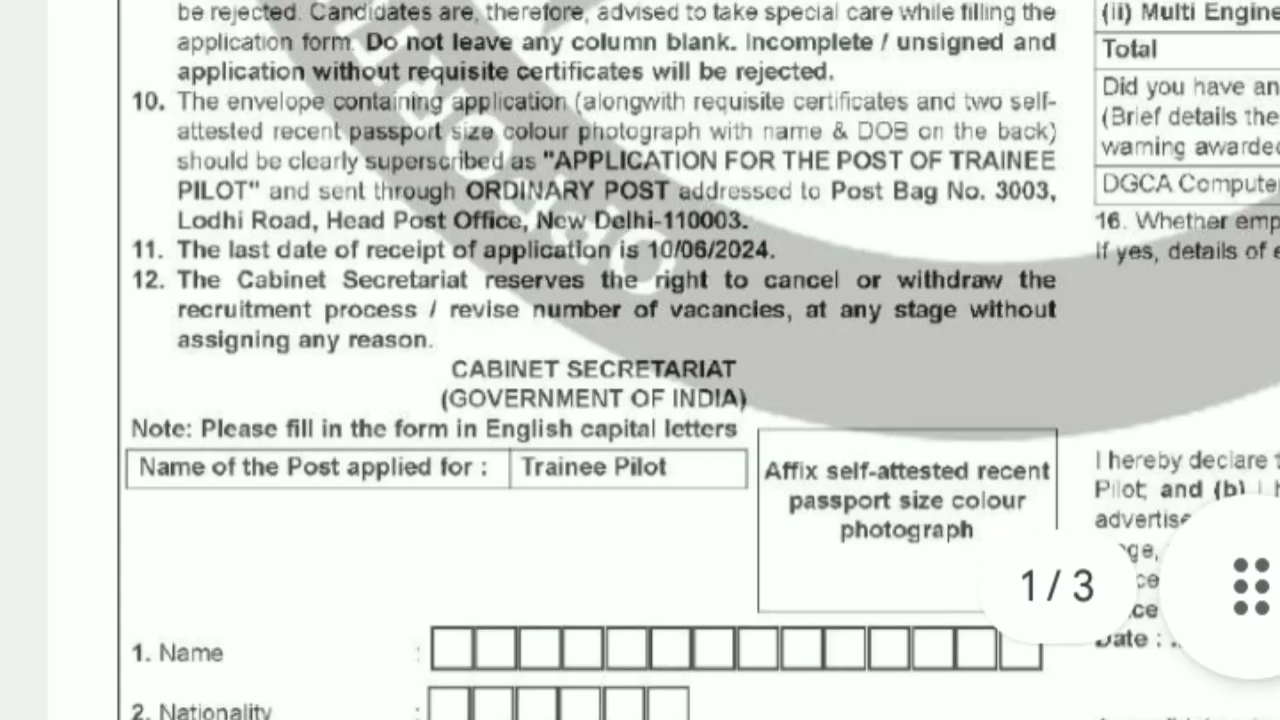 be rejected. Candidates are, therefore, advised to take special care while filling the
application form. Do not leave any column blank. Incomplete / unsigned and
application without requisite certificates will be rejected.
10. The envelope containing application (alongwith requisite certificates and two self-
attested recent passport size colour photograph with name & DOB on the back)
should be clearly superscribed as "APPLICATION FOR THE POST OF TRAINEE
PILOT" and sent through ORDINARY POST addressed to Post Bag No. 3003,
Lodhi Road, Head Post Office, New Delhi-110003.
11. The last date of receipt of application is 10/06/2024.
12. The Cabinet Secretariat reserves the right to cancel or withdraw the
recruitment process / revise number of vacancies, at any stage without
assigning any reason.
CABINET SECRETARIAT
(GOVERNMENT OF INDIA)
Note: Please fill in the form in English capital letters
Name of the Post applied for : Trainee Pilot
Affix self-attested recent
passport size colour
photograph
1. Name :
2. Nationality :
(ii) Multi Engine
Total
Did you have an
(Brief details the
warning awarded
DGCA Computer
16. Whether emp
If yes, details of e
I hereby declare
Pilot; and (b) I
advertise
Date :
1 / 3